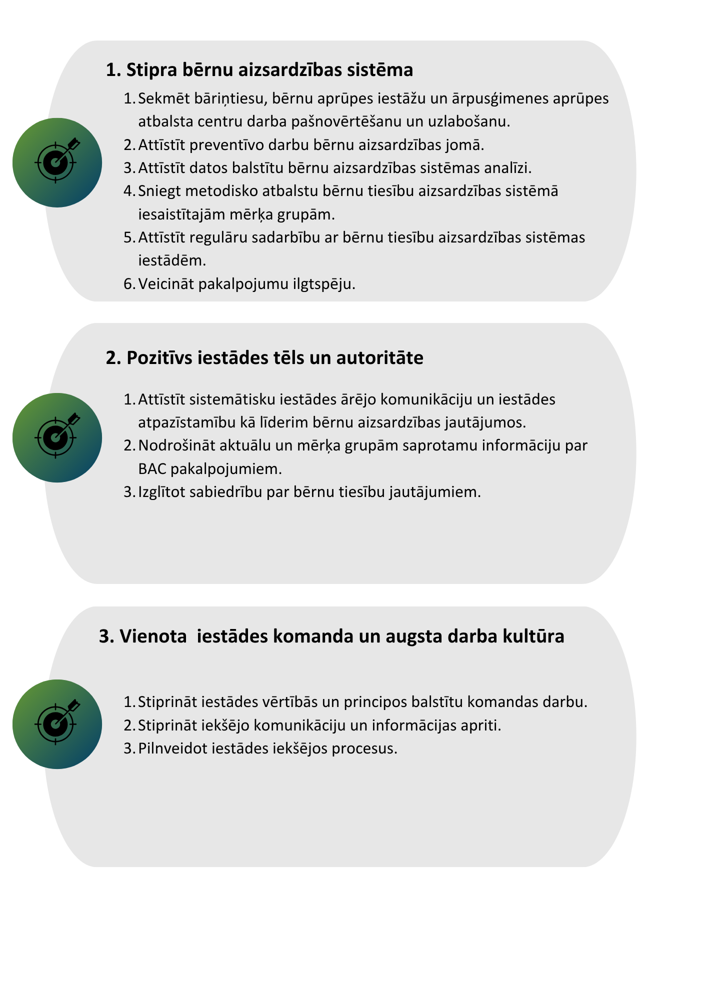 1. Stipra bērnu aizsardzības sistēma
1. Sekmēt bāriņtiesu, bērnu aprūpes iestāžu un ārpusģimenes aprūpes
atbalsta centru darba pašnovērtēšanu un uzlabošanu.
2. Attīstīt preventīvo darbu bērnu aizsardzības jomā.
3. Attīstīt datos balstītu bērnu aizsardzības sistēmas analīzi.
4. Sniegt metodisko atbalstu bērnu tiesību aizsardzības sistēmā
iesaistītajām mērķa grupām.
5. Attīstīt regulāru sadarbību ar bērnu tiesību aizsardzības sistēmas
iestādēm.
6. Veicināt pakalpojumu ilgtspēju.
2. Pozitīvs iestādes tēls un autoritāte
1. Attīstīt sistemātisku iestādes ārējo komunikāciju un iestādes
atpazīstamību kā līderim bērnu aizsardzības jautājumos.
2. Nodrošināt aktuālu un mērķa grupām saprotamu informāciju par
BAC pakalpojumiem.
3. Izglītot sabiedrību par bērnu tiesību jautājumiem.
3. Vienota  iestādes komanda un augsta darba kultūra
1. Stiprināt iestādes vērtībās un principos balstītu komandas darbu.
2. Stiprināt iekšējo komunikāciju un informācijas apriti.
3. Pilnveidot iestādes iekšējos procesus.